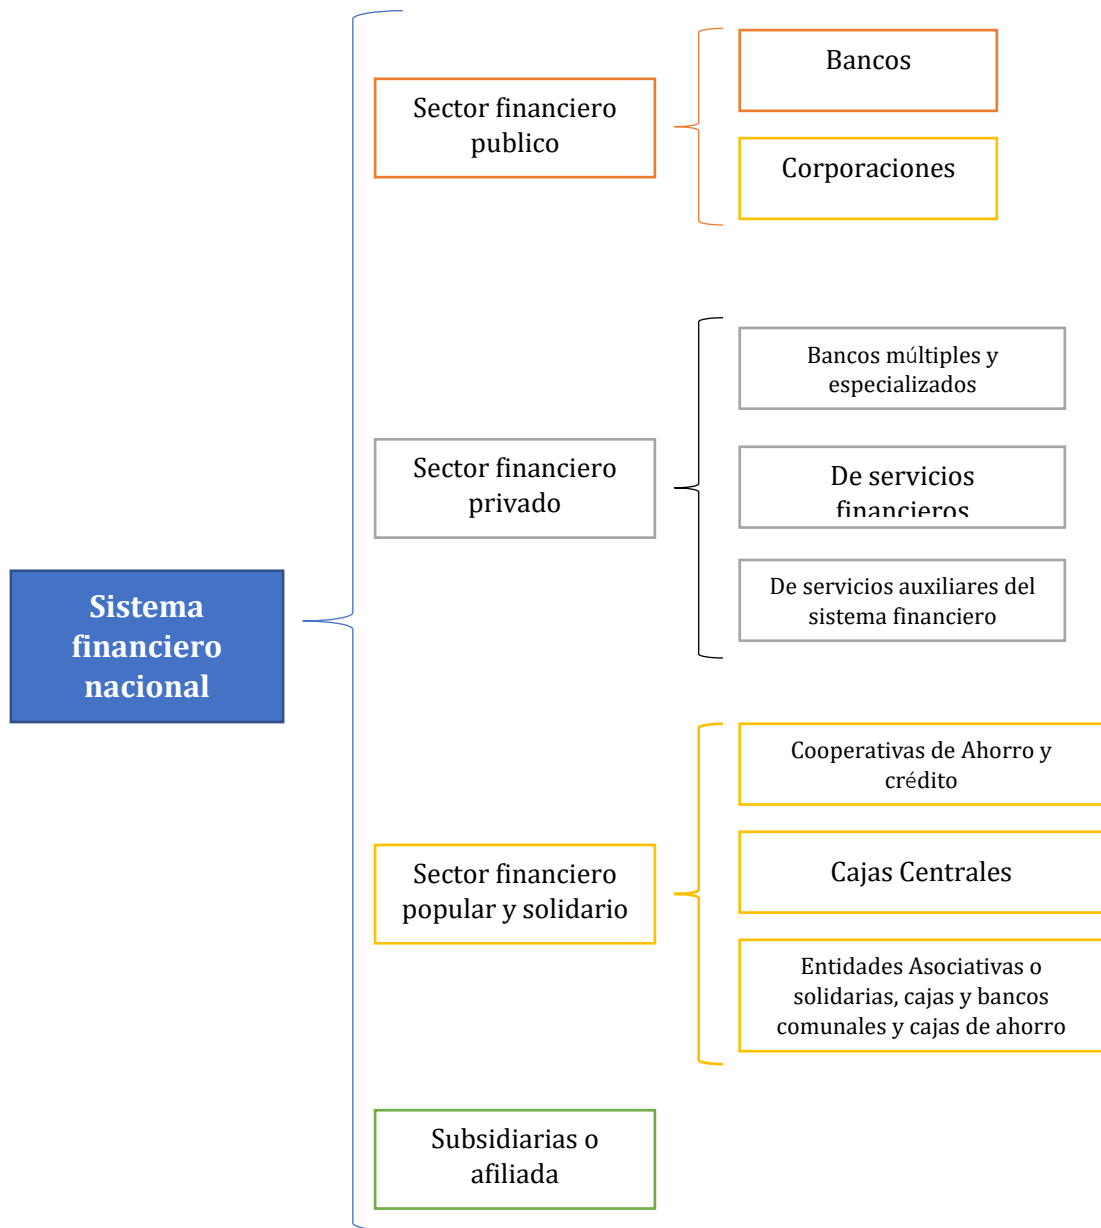 Bancos
Sector financiero
publico
Corporaciones
Bancos múltiples y
especializados
Sector financiero
privado
De servicios
financieros
De servicios auxiliares del
sistema financiero
Sistema
financiero
nacional
Cooperativas de Ahorro y
crédito
Sector financiero
popular y solidario
Cajas Centrales
Entidades Asociativas o
solidarias, cajas y bancos
comunales y cajas de ahorro
Subsidiarias o
afiliada